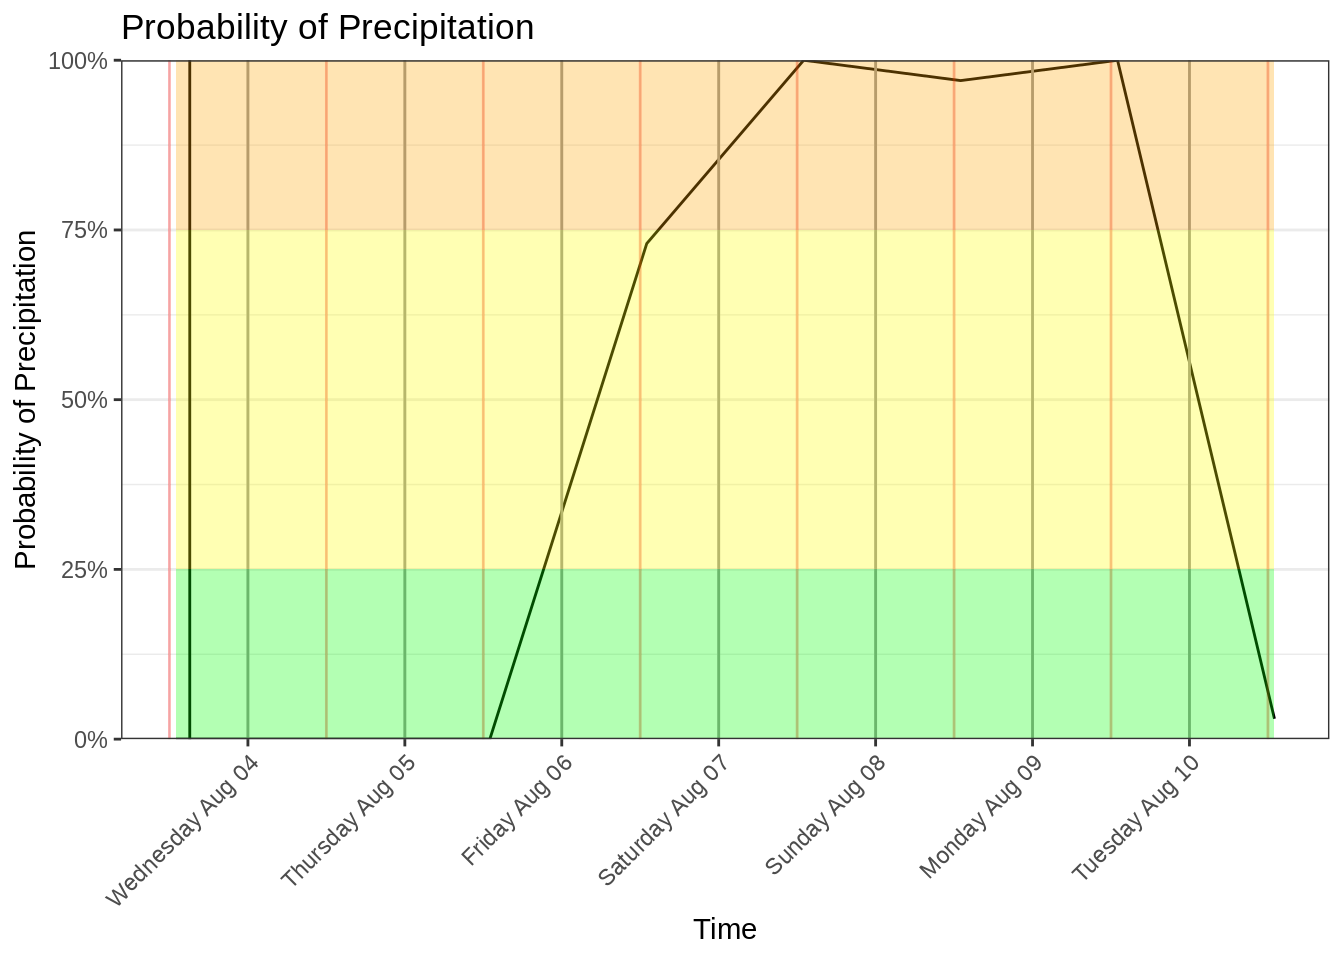 Probability of Precipitation
Probability of Precipitation
100%
75%
50%
25%
0%
Wednesday Aug 04
Thursday Aug 05
Friday Aug 06
Saturday Aug 07
Sunday Aug 08
Monday Aug 09
Tuesday Aug 10
Time